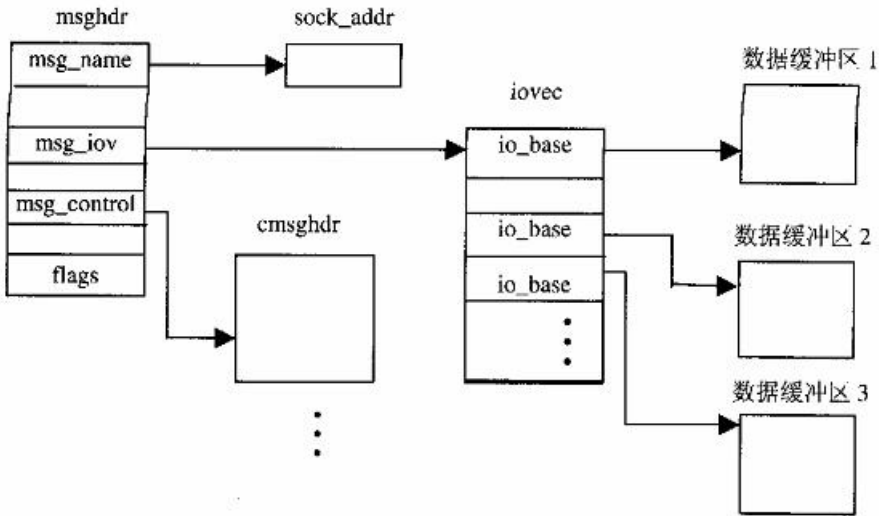 msghdr
sock_addr
msg_name
数据缓冲区 1
iovec
msg_iov
io_base
msg_control
cmsghdr
io_base
数据缓冲区 2
flags
io_base
数据缓冲区 3